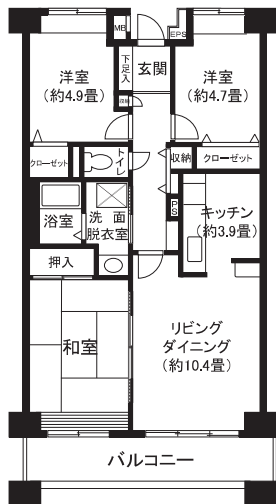 MB
下足入
玄関
EPS
洋室
(約4.9畳)
洋室
(約4.7畳)
収納
クローゼット
トイレ
収納
クローゼット
浴室
洗面
脱衣室
PS
キッチン
(約3.9畳)
押入
和室
リビング
ダイニング
(約10.4畳)
バルコニー